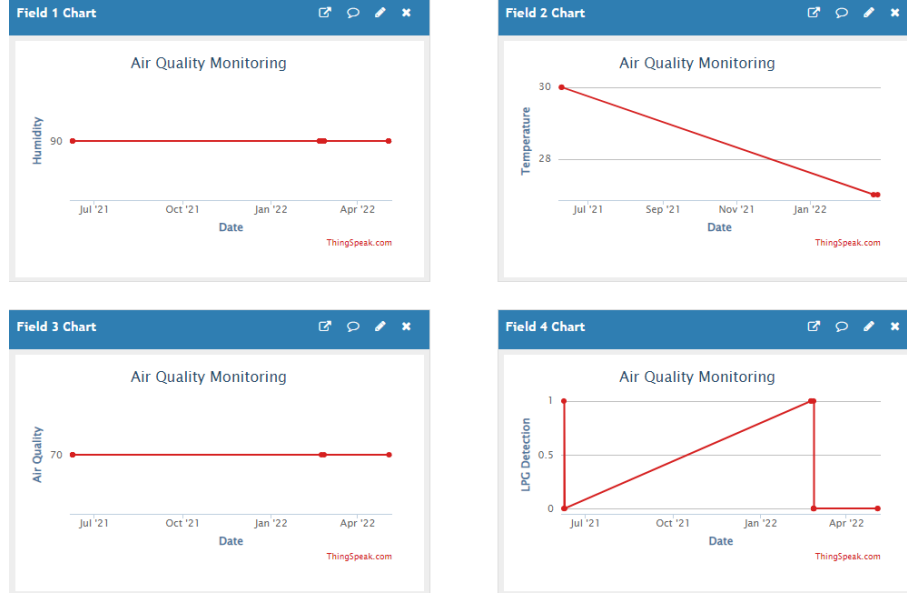 Field 1 Chart
Air Quality Monitoring
Humidity
90
Jul '21 Oct '21 Jan '22 Apr '22
Date
ThingSpeak.com
Field 2 Chart
Air Quality Monitoring
Temperature
30
28
Jul '21 Sep '21 Nov '21 Jan '22
Date
ThingSpeak.com
Field 3 Chart
Air Quality Monitoring
Air Quality
70
Jul '21 Oct '21 Jan '22 Apr '22
Date
ThingSpeak.com
Field 4 Chart
Air Quality Monitoring
LPG Detection
1
0.5
0
Jul '21 Oct '21 Jan '22 Apr '22
Date
ThingSpeak.com